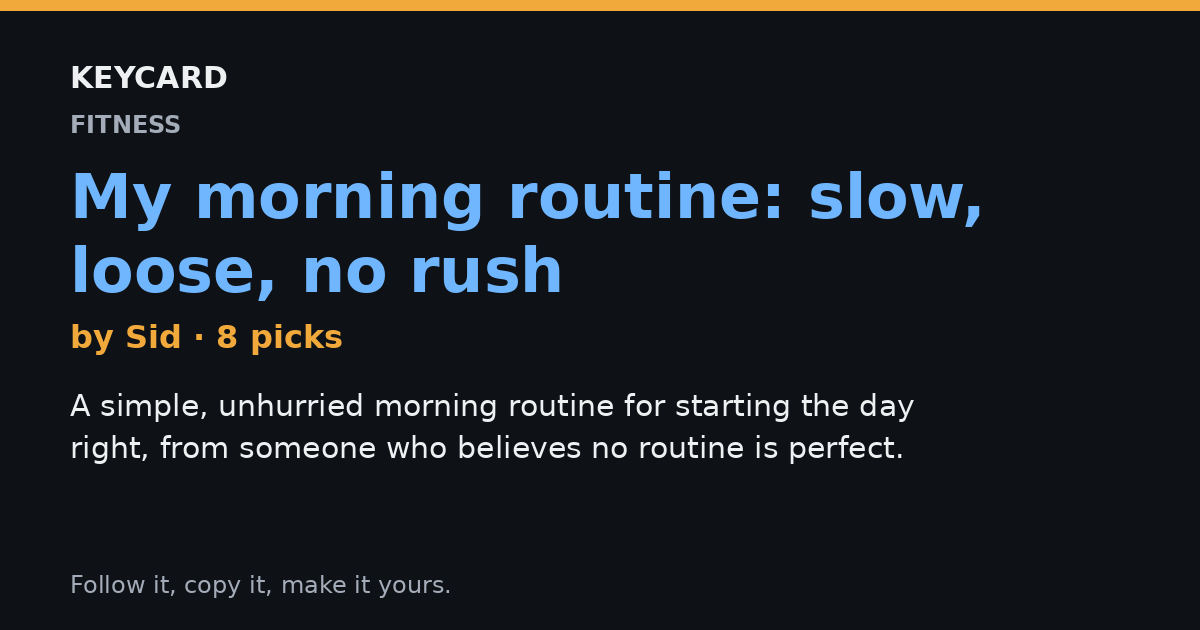 KEYCARD
FITNESS
My morning routine: slow,
loose, no rush
by Sid · 8 picks
A simple, unhurried morning routine for starting the day
right, from someone who believes no routine is perfect.
Follow it, copy it, make it yours.